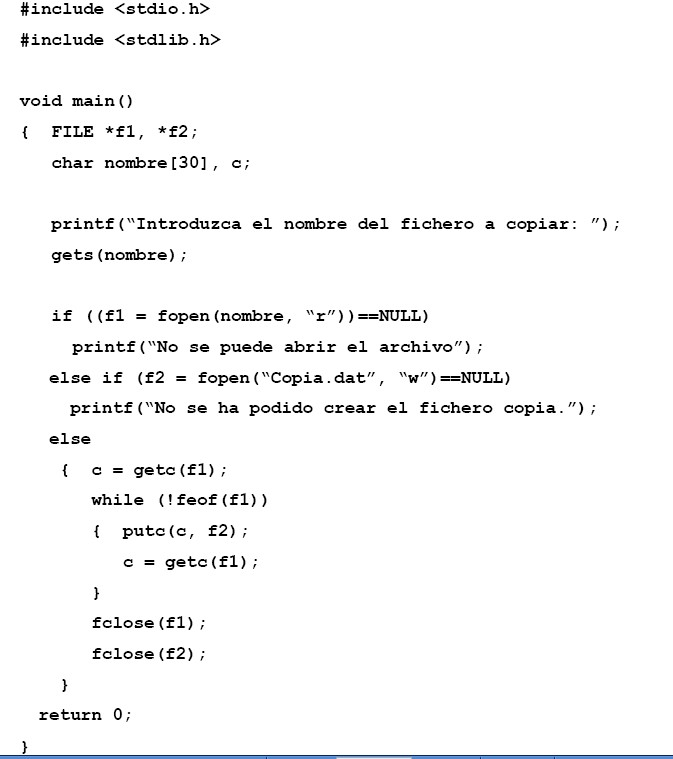 #include <stdio.h>
#include <stdlib.h>
void main()
{ FILE *f1, *f2;
char nombre[30], c;
printf(“Introduzca el nombre del fichero a copiar: ”);
gets(nombre);
if ((f1 = fopen(nombre, “r”))==NULL)
printf(“No se puede abrir el archivo”);
else if (f2 = fopen(“Copia.dat”, “w”)==NULL)
printf(“No se ha podido crear el fichero copia.”);
else
{ c = getc(f1);
while (!feof(f1))
{ putc(c, f2);
c = getc(f1);
}
fclose(f1);
fclose(f2);
}
return 0;
}